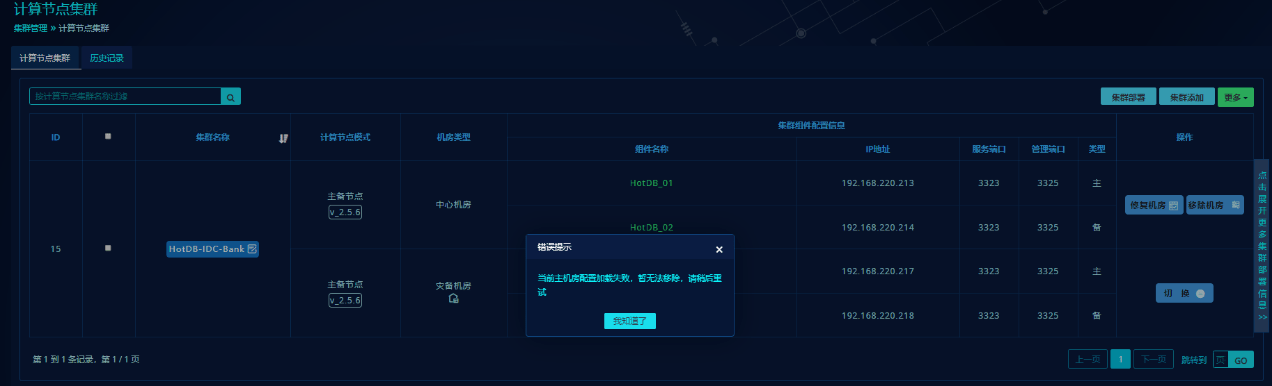 计算节点集群
集群管理 » 计算节点集群
计算节点集群 历史记录
按计算节点集群名称过滤
集群部署 集群添加 更多
ID 集群名称 计算节点模式 机房类型 集群组件配置信息 操作
组件名称 IP地址 服务端口 管理端口 类型
15 HotDB-IDC-Bank
主备节点
v_2.5.6
中心机房
HotDB_01 192.168.220.213 3323 3325 主
HotDB_02 192.168.220.214 3323 3325 备
修复机房 移除机房
主备节点
v_2.5.6
灾备机房
192.168.220.217 3323 3325 主
192.168.220.218 3323 3325 备
切 换
错误提示 ×
当前主机房配置加载失败，暂无法移除，请稍后重
试
我知道了
点击展开更多集群部署信息>>
第 1 到 1 条记录，第 1 / 1 页
上一页 1 下一页 跳转到 页 GO